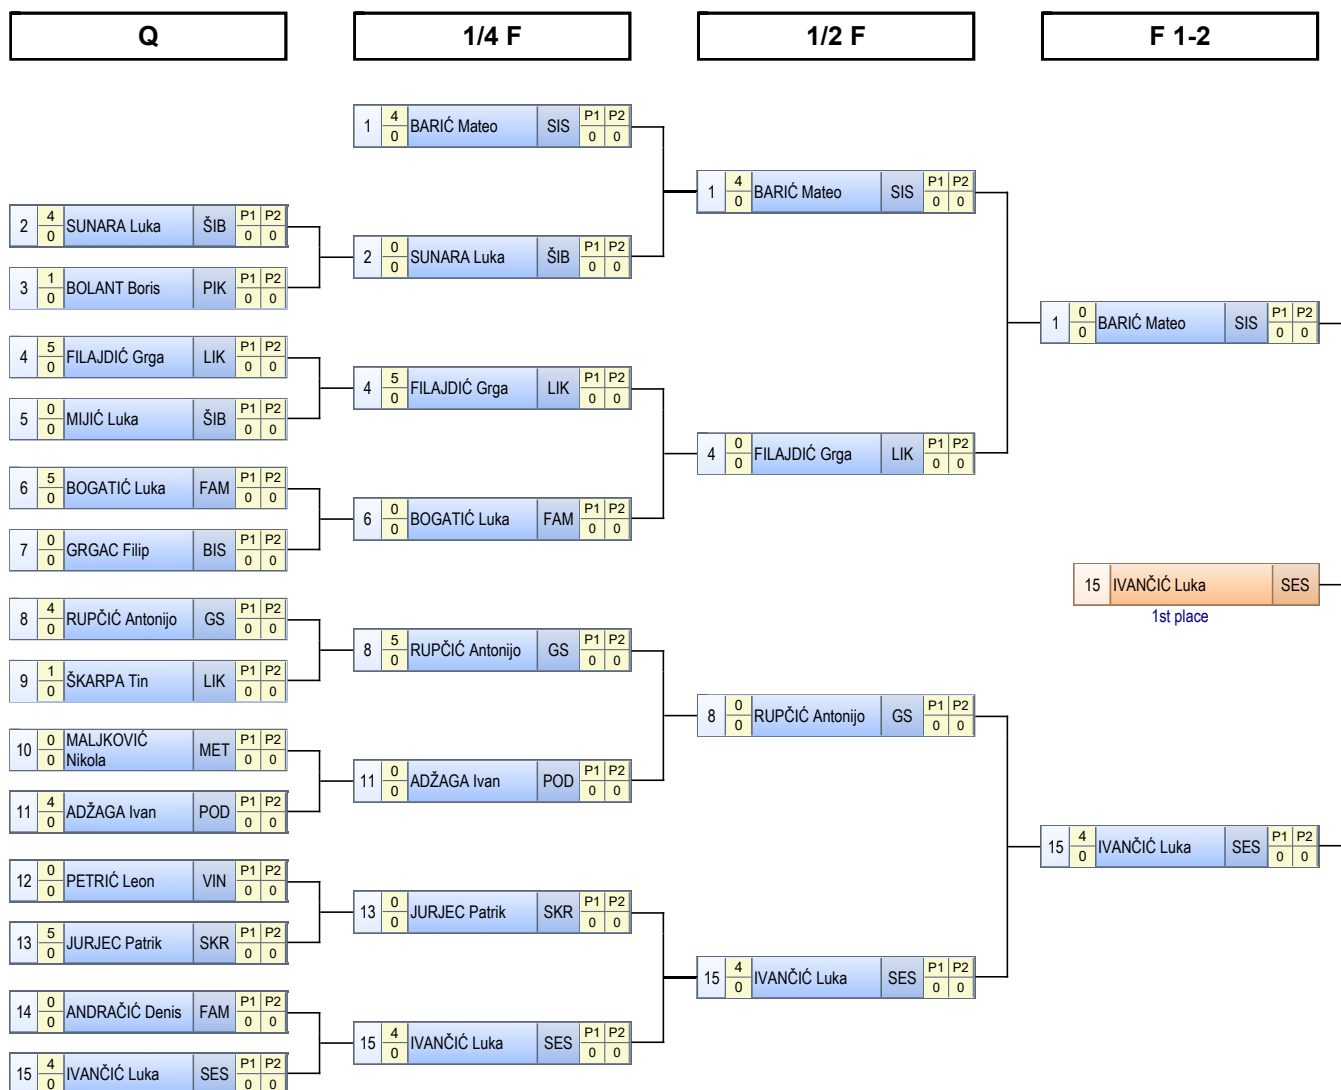 Q
1/4 F
1/2 F
F 1-2
1 4 BARIĆ Mateo SIS P1 P2
0 0 0
2 4 SUNARA Luka ŠIB P1 P2
0 0 0
3 1 BOLANT Boris PIK P1 P2
0 0 0
4 5 FILAJDIĆ Grga LIK P1 P2
0 0 0
5 0 MIJIĆ Luka ŠIB P1 P2
0 0 0
6 5 BOGATIĆ Luka FAM P1 P2
0 0 0
7 0 GRGAC Filip BIS P1 P2
0 0 0
8 4 RUPČIĆ Antonijo GS P1 P2
0 0 0
9 1 ŠKARPA Tin LIK P1 P2
0 0 0
10 0 MALJKOVIĆ MET P1 P2
0 Nikola 0 0
11 4 ADŽAGA Ivan POD P1 P2
0 0 0
12 0 PETRIĆ Leon VIN P1 P2
0 0 0
13 5 JURJEC Patrik SKR P1 P2
0 0 0
14 0 ANDRAČIĆ Denis FAM P1 P2
0 0 0
15 4 IVANČIĆ Luka SES P1 P2
0 0 0
2 0 SUNARA Luka ŠIB P1 P2
0 0 0
4 5 FILAJDIĆ Grga LIK P1 P2
0 0 0
6 0 BOGATIĆ Luka FAM P1 P2
0 0 0
8 5 RUPČIĆ Antonijo GS P1 P2
0 0 0
11 0 ADŽAGA Ivan POD P1 P2
0 0 0
13 0 JURJEC Patrik SKR P1 P2
0 0 0
15 4 IVANČIĆ Luka SES P1 P2
0 0 0
1 4 BARIĆ Mateo SIS P1 P2
0 0 0
4 0 FILAJDIĆ Grga LIK P1 P2
0 0 0
8 0 RUPČIĆ Antonijo GS P1 P2
0 0 0
15 4 IVANČIĆ Luka SES P1 P2
0 0 0
1 0 BARIĆ Mateo SIS P1 P2
0 0 0
15 IVANČIĆ Luka SES
1st place
15 4 IVANČIĆ Luka SES P1 P2
0 0 0